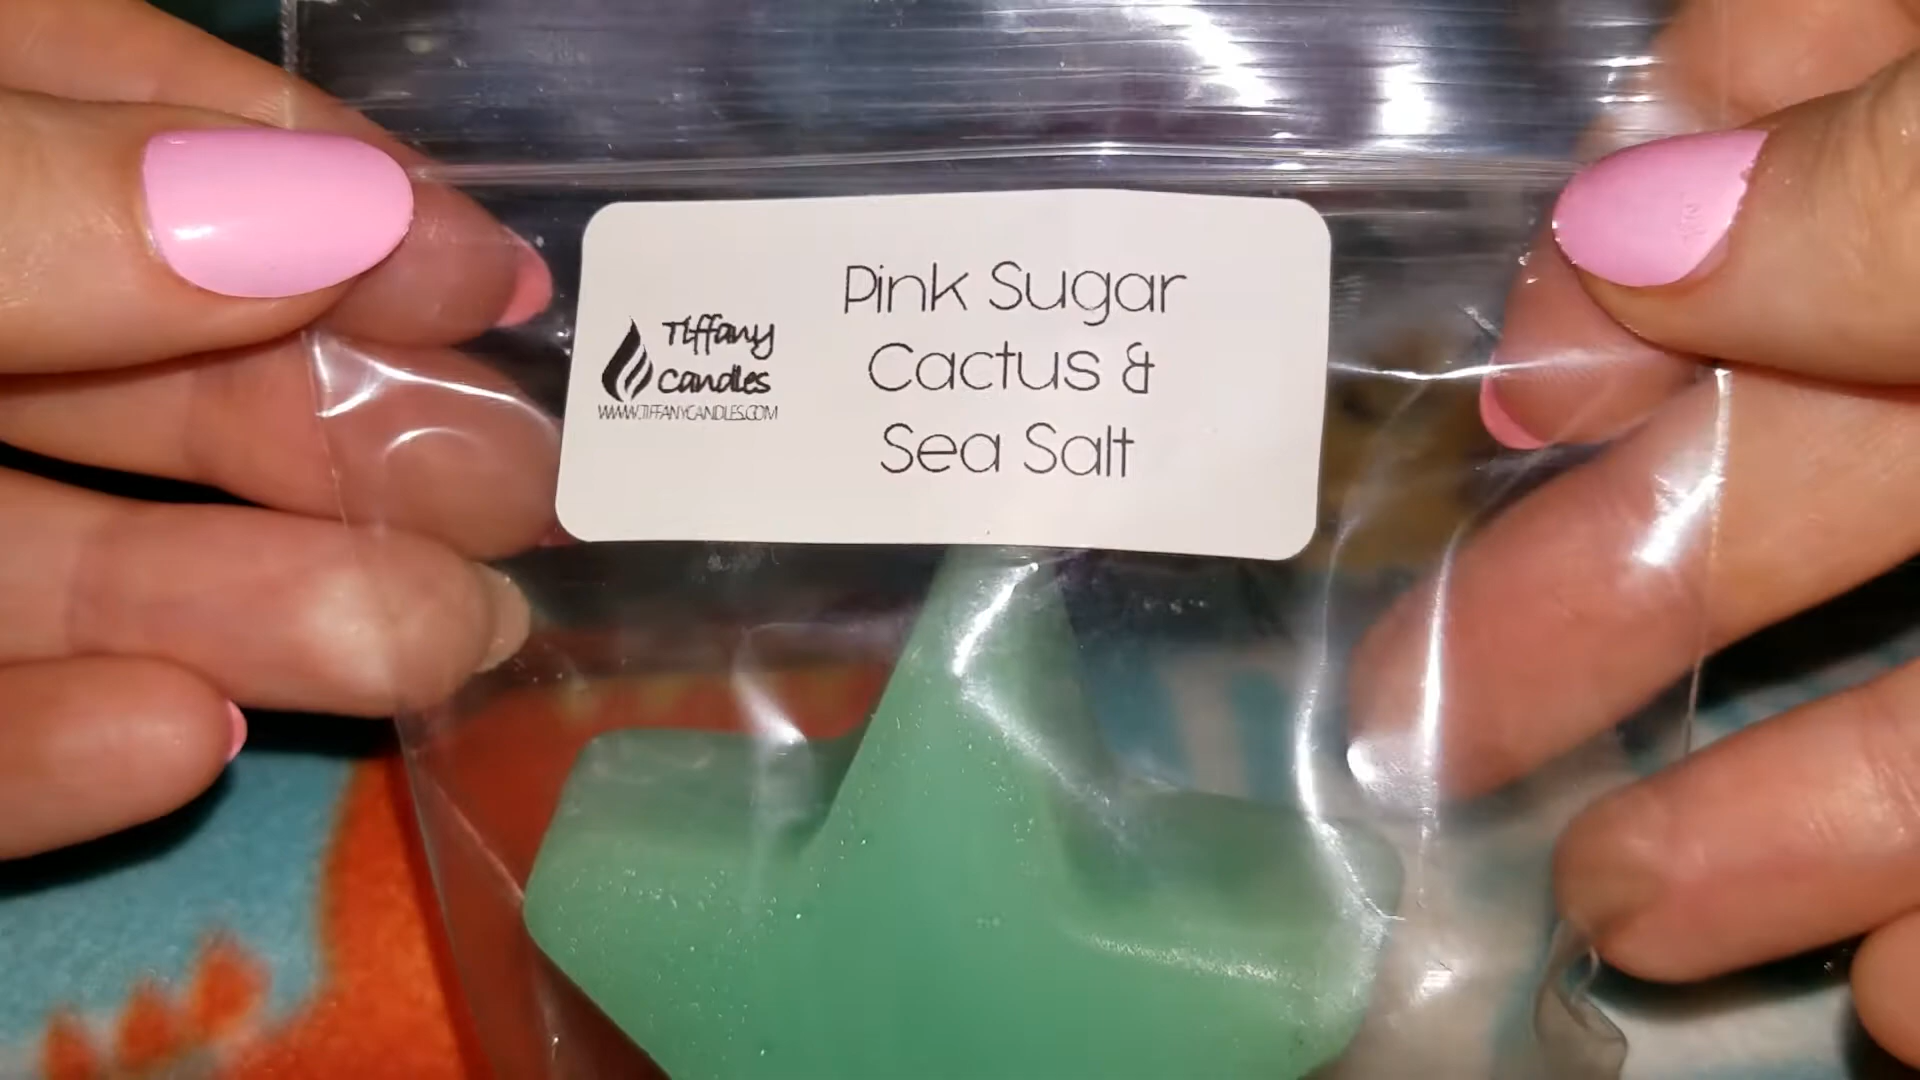 Pink Sugar
Cactus &
Sea Salt
Tiffany
Candles
WWW.TIFFANYCANDLES.COM